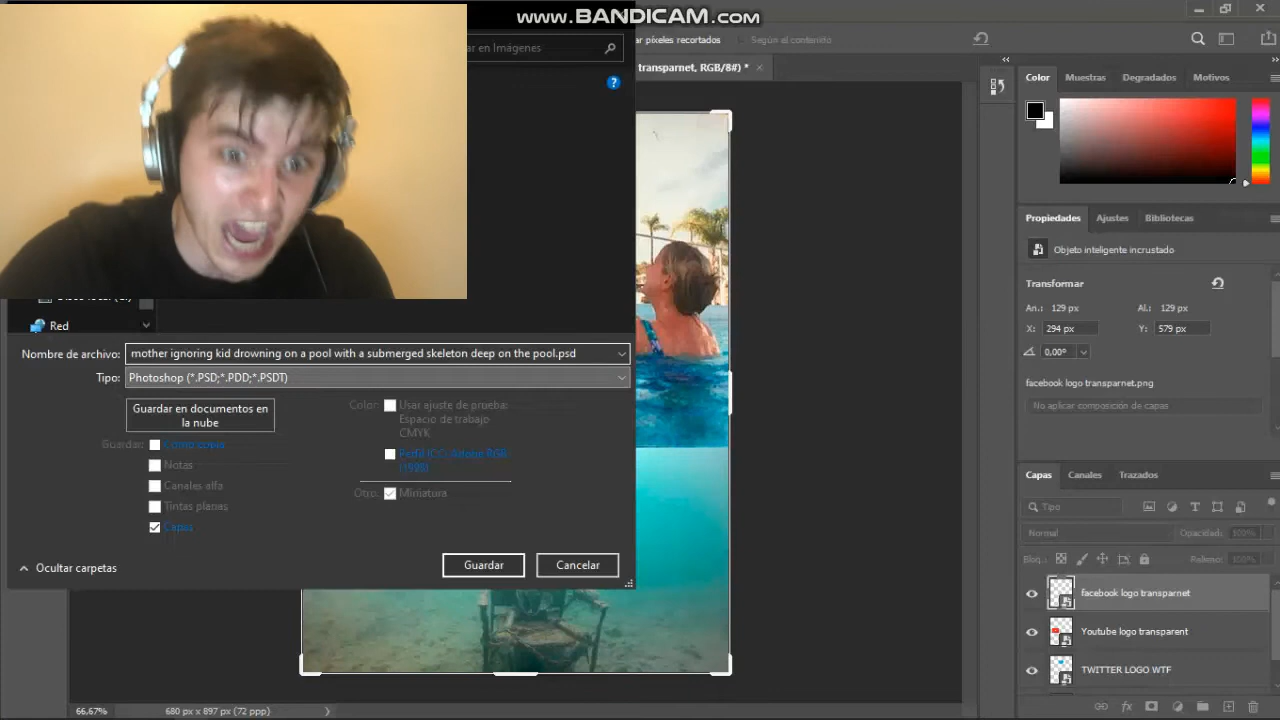 www.BANDICAM.com
ar en Imágenes
ar píxeles recortados
Según el contenido
transparnet, RGB/8#) *
Color
Muestras
Degradados
Motivos
Propiedades
Ajustes
Bibliotecas
Objeto inteligente incrustado
Transformar
An.: 129 px
Al.: 129 px
X: 294 px
Y: 579 px
0,00°
facebook logo transparnet.png
No aplicar composición de capas
Red
Nombre de archivo: mother ignoring kid drowning on a pool with a submerged skeleton deep on the pool.psd
Tipo: Photoshop (*.PSD;*.PDD;*.PSDT)
Guardar en documentos en
la nube
Guardar:
Como copia
Notas
Canales alfa
Tintas planas
Capas
Color:
Usar ajuste de prueba:
Espacio de trabajo
CMYK
Perfil ICC: Adobe RGB
(1998)
Otro:
Miniatura
Ocultar carpetas
Guardar
Cancelar
Capas
Canales
Trazados
Tipo
Normal
Opacidad: 100%
Bloq.:
Relleno: 100%
facebook logo transparnet
Youtube logo transparent
TWITTER LOGO WTF
66,67%
680 px x 897 px (72 ppp)